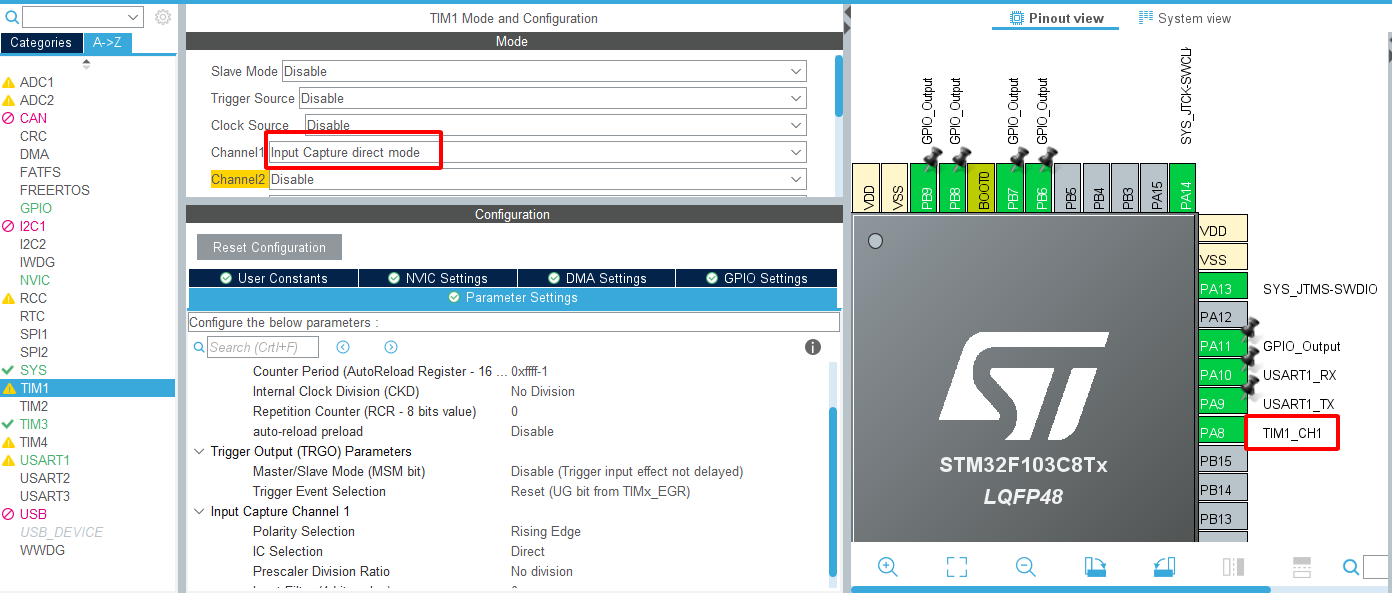 Categories
A->Z
ADC1
ADC2
CAN
CRC
DMA
FATFS
FREERTOS
GPIO
I2C1
I2C2
IWDG
NVIC
RCC
RTC
SPI1
SPI2
SYS
TIM1
TIM2
TIM3
TIM4
USART1
USART2
USART3
USB
USB_DEVICE
WWDG
TIM1 Mode and Configuration
Mode
Slave Mode Disable
Trigger Source Disable
Clock Source Disable
Channel1 Input Capture direct mode
Channel2 Disable
Configuration
Reset Configuration
User Constants NVIC Settings DMA Settings GPIO Settings
Parameter Settings
Configure the below parameters :
Search (Crtl+F)
Counter Period (AutoReload Register - 16 ... 0xffff-1
Internal Clock Division (CKD) No Division
Repetition Counter (RCR - 8 bits value) 0
auto-reload preload Disable
Trigger Output (TRGO) Parameters
Master/Slave Mode (MSM bit) Disable (Trigger input effect not delayed)
Trigger Event Selection Reset (UG bit from TIMx_EGR)
Input Capture Channel 1
Polarity Selection Rising Edge
IC Selection Direct
Prescaler Division Ratio No division
Pinout view System view
GPIO_Output
GPIO_Output
GPIO_Output
GPIO_Output
SYS_JTCK-SWCLK
VDD
VSS
PB9
PB8
BOOT0
PB7
PB6
PB5
PB4
PB3
PA15
PA14
VDD
VSS
PA13 SYS_JTMS-SWDIO
PA12
PA11 GPIO_Output
PA10 USART1_RX
PA9 USART1_TX
PA8 TIM1_CH1
PB15
PB14
PB13
STM32F103C8Tx
LQFP48